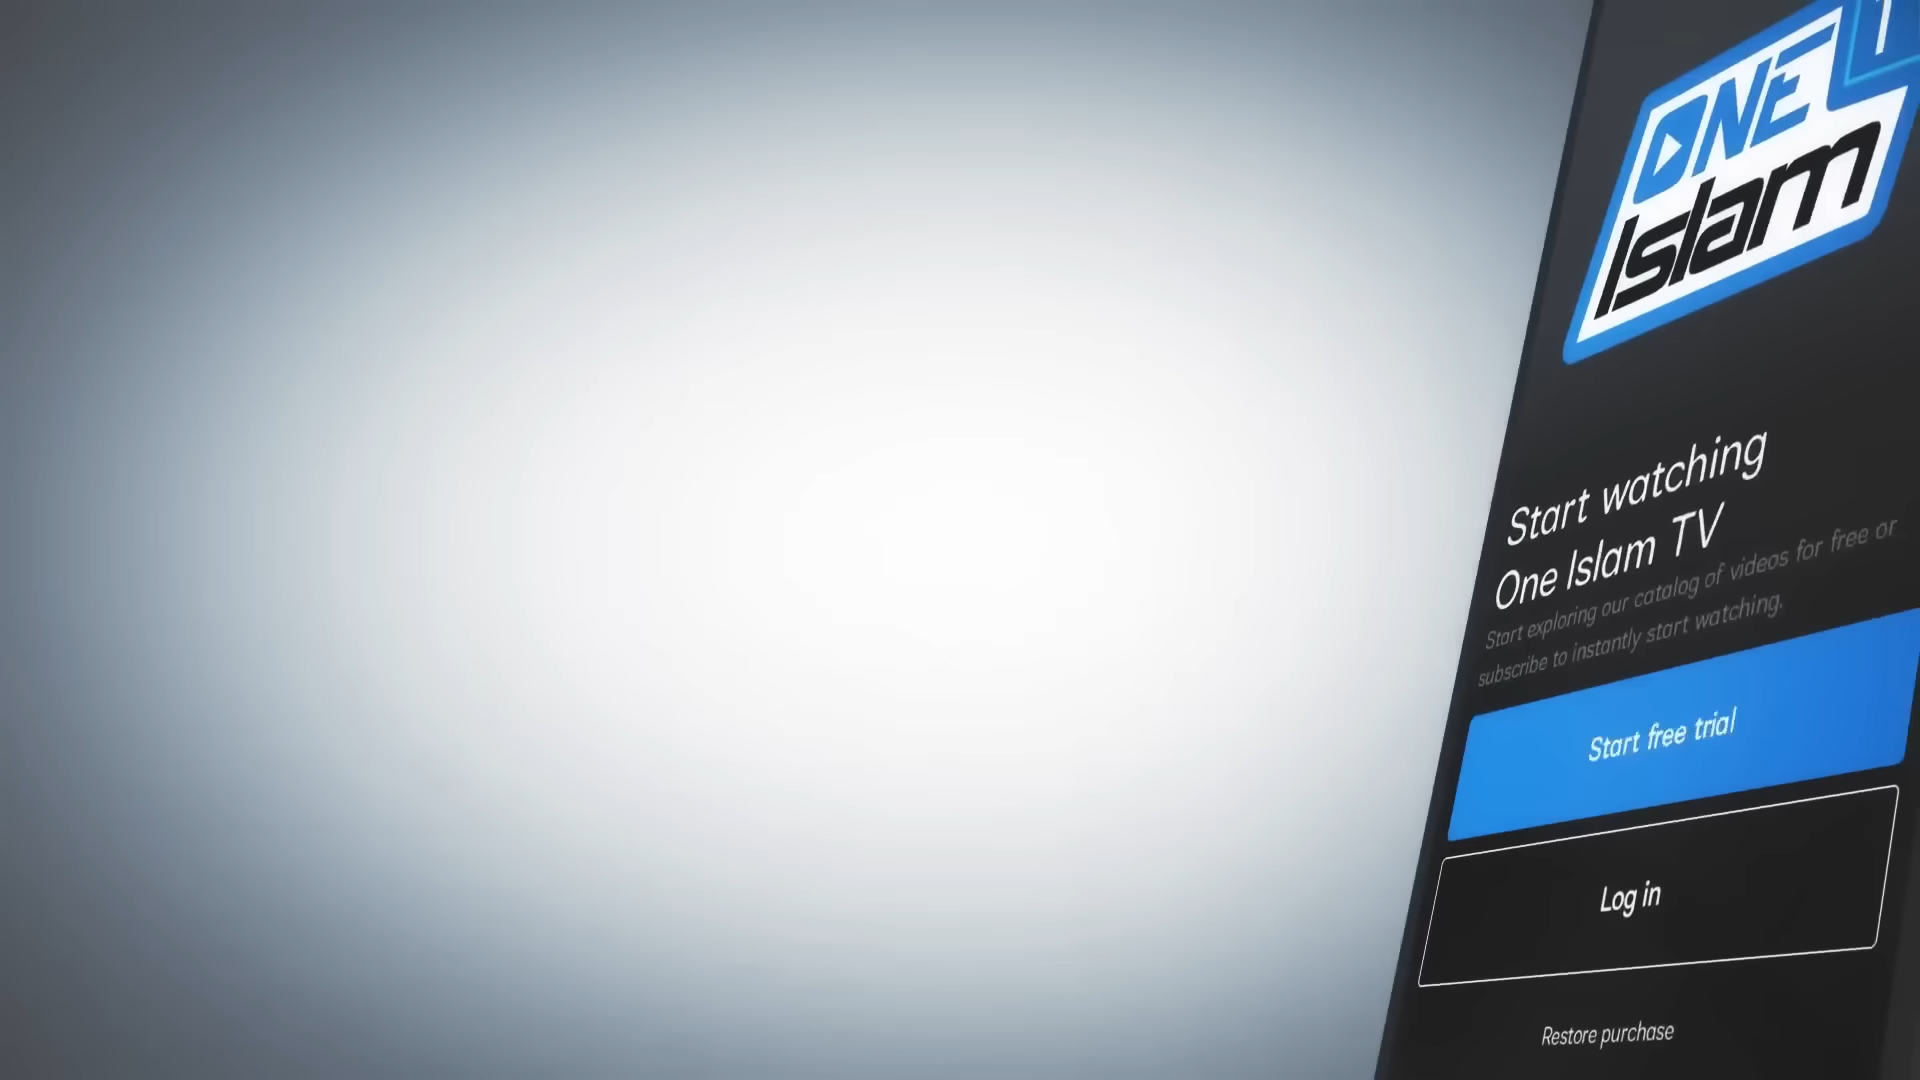 ONE
Islam
Start watching
One Islam TV
Start exploring our catalog of videos for free or
subscribe to instantly start watching.
Start free trial
Log in
Restore purchase